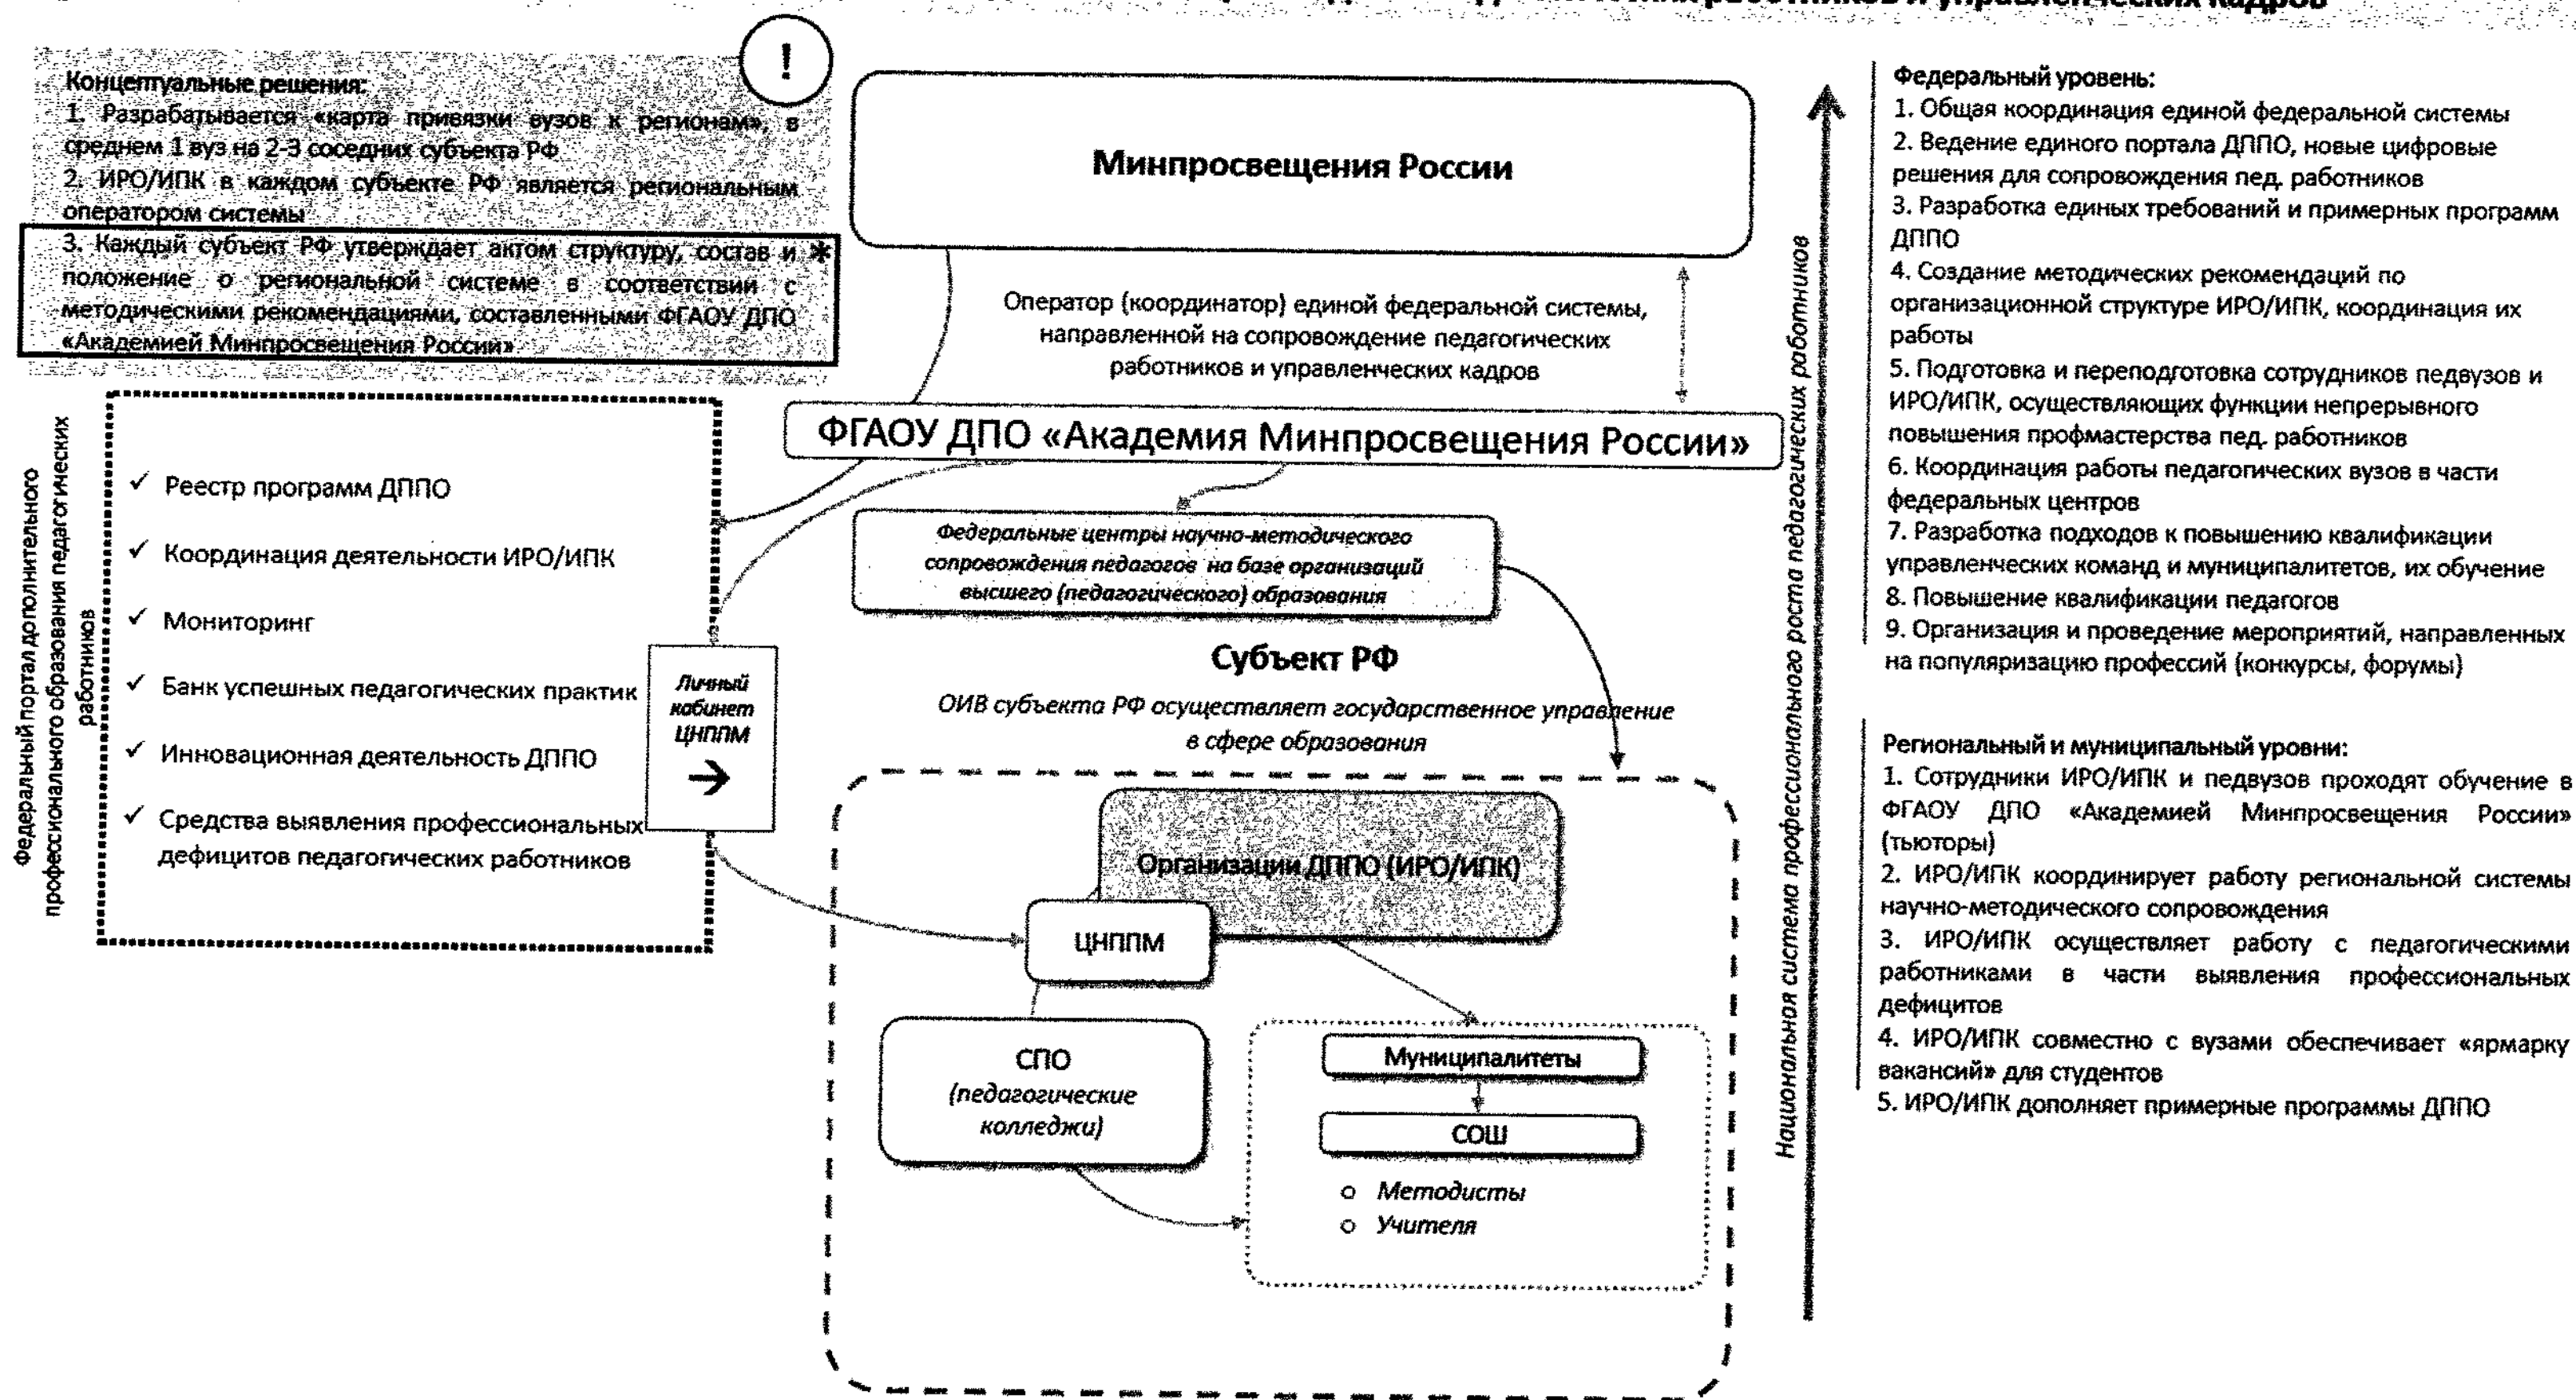 работников и управленческих кадров
!
Концептуальные решения:
1. Разрабатывается «карта привязки вузов к регионам», в
среднем 1 вуз на 2-3 соседних субъекта РФ
2. ИРО/ИПК в каждом субъекте РФ является региональным
оператором системы
3. Каждый субъект РФ утверждает актом структуру, состав и *
положение о региональной системе в соответствии с
методическими рекомендациями, составленными ФГАОУ ДПО
«Академией Минпросвещения России»
Федеральный портал дополнительного
профессионального образования педагогических
работников
✓ Реестр программ ДППО
✓ Координация деятельности ИРО/ИПК
✓ Мониторинг
✓ Банк успешных педагогических практик
✓ Инновационная деятельность ДППО
✓ Средства выявления профессиональных
дефицитов педагогических работников
Личный
кабинет
ЦНППМ
→
Минпросвещения России
Оператор (координатор) единой федеральной системы,
направленной на сопровождение педагогических
работников и управленческих кадров
ФГАОУ ДПО «Академия Минпросвещения России»
Федеральные центры научно-методического
сопровождения педагогов на базе организаций
высшего (педагогического) образования
Субъект РФ
ОИВ субъекта РФ осуществляет государственное управление
в сфере образования
Организации ДППО (ИРО/ИПК)
ЦНППМ
СПО
(педагогические
колледжи)
Муниципалитеты
СОШ
o Методисты
o Учителя
Национальная система профессионального роста педагогических работников
Федеральный уровень:
1. Общая координация единой федеральной системы
2. Ведение единого портала ДППО, новые цифровые
решения для сопровождения пед. работников
3. Разработка единых требований и примерных программ
ДППО
4. Создание методических рекомендаций по
организационной структуре ИРО/ИПК, координация их
работы
5. Подготовка и переподготовка сотрудников педвузов и
ИРО/ИПК, осуществляющих функции непрерывного
повышения профмастерства пед. работников
6. Координация работы педагогических вузов в части
федеральных центров
7. Разработка подходов к повышению квалификации
управленческих команд и муниципалитетов, их обучение
8. Повышение квалификации педагогов
9. Организация и проведение мероприятий, направленных
на популяризацию профессий (конкурсы, форумы)
Региональный и муниципальный уровни:
1. Сотрудники ИРО/ИПК и педвузов проходят обучение в
ФГАОУ ДПО «Академией Минпросвещения России»
(тьюторы)
2. ИРО/ИПК координирует работу региональной системы
научно-методического сопровождения
3. ИРО/ИПК осуществляет работу с педагогическими
работниками в части выявления профессиональных
дефицитов
4. ИРО/ИПК совместно с вузами обеспечивает «ярмарку
вакансий» для студентов
5. ИРО/ИПК дополняет примерные программы ДППО